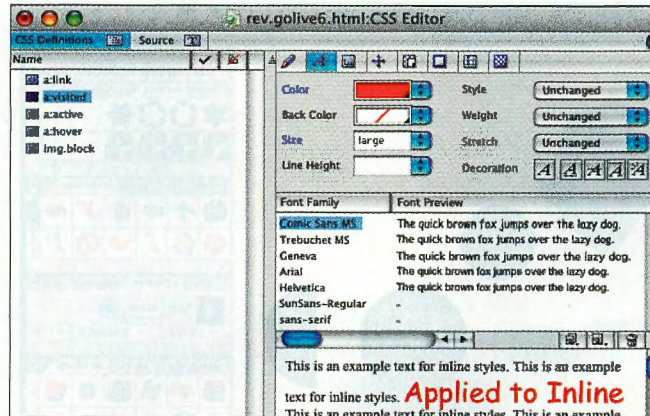 rev.golive6.html:CSS Editor
CSS Definitions Source
Name
a:link
a:visited
a:active
a:hover
img.block
Color Style Unchanged
Back Color Weight Unchanged
Size large Stretch Unchanged
Line Height Decoration A A A A A
Font Family Font Preview
Comic Sans MS The quick brown fox jumps over the lazy dog.
Trebuchet MS The quick brown fox jumps over the lazy dog.
Geneva The quick brown fox jumps over the lazy dog.
Arial The quick brown fox jumps over the lazy dog.
Helvetica The quick brown fox jumps over the lazy dog.
SunSans-Regular -
sans-serif -
This is an example text for inline styles. This is an example
text for inline styles. Applied to Inline
This is an example text for inline styles. This is an example